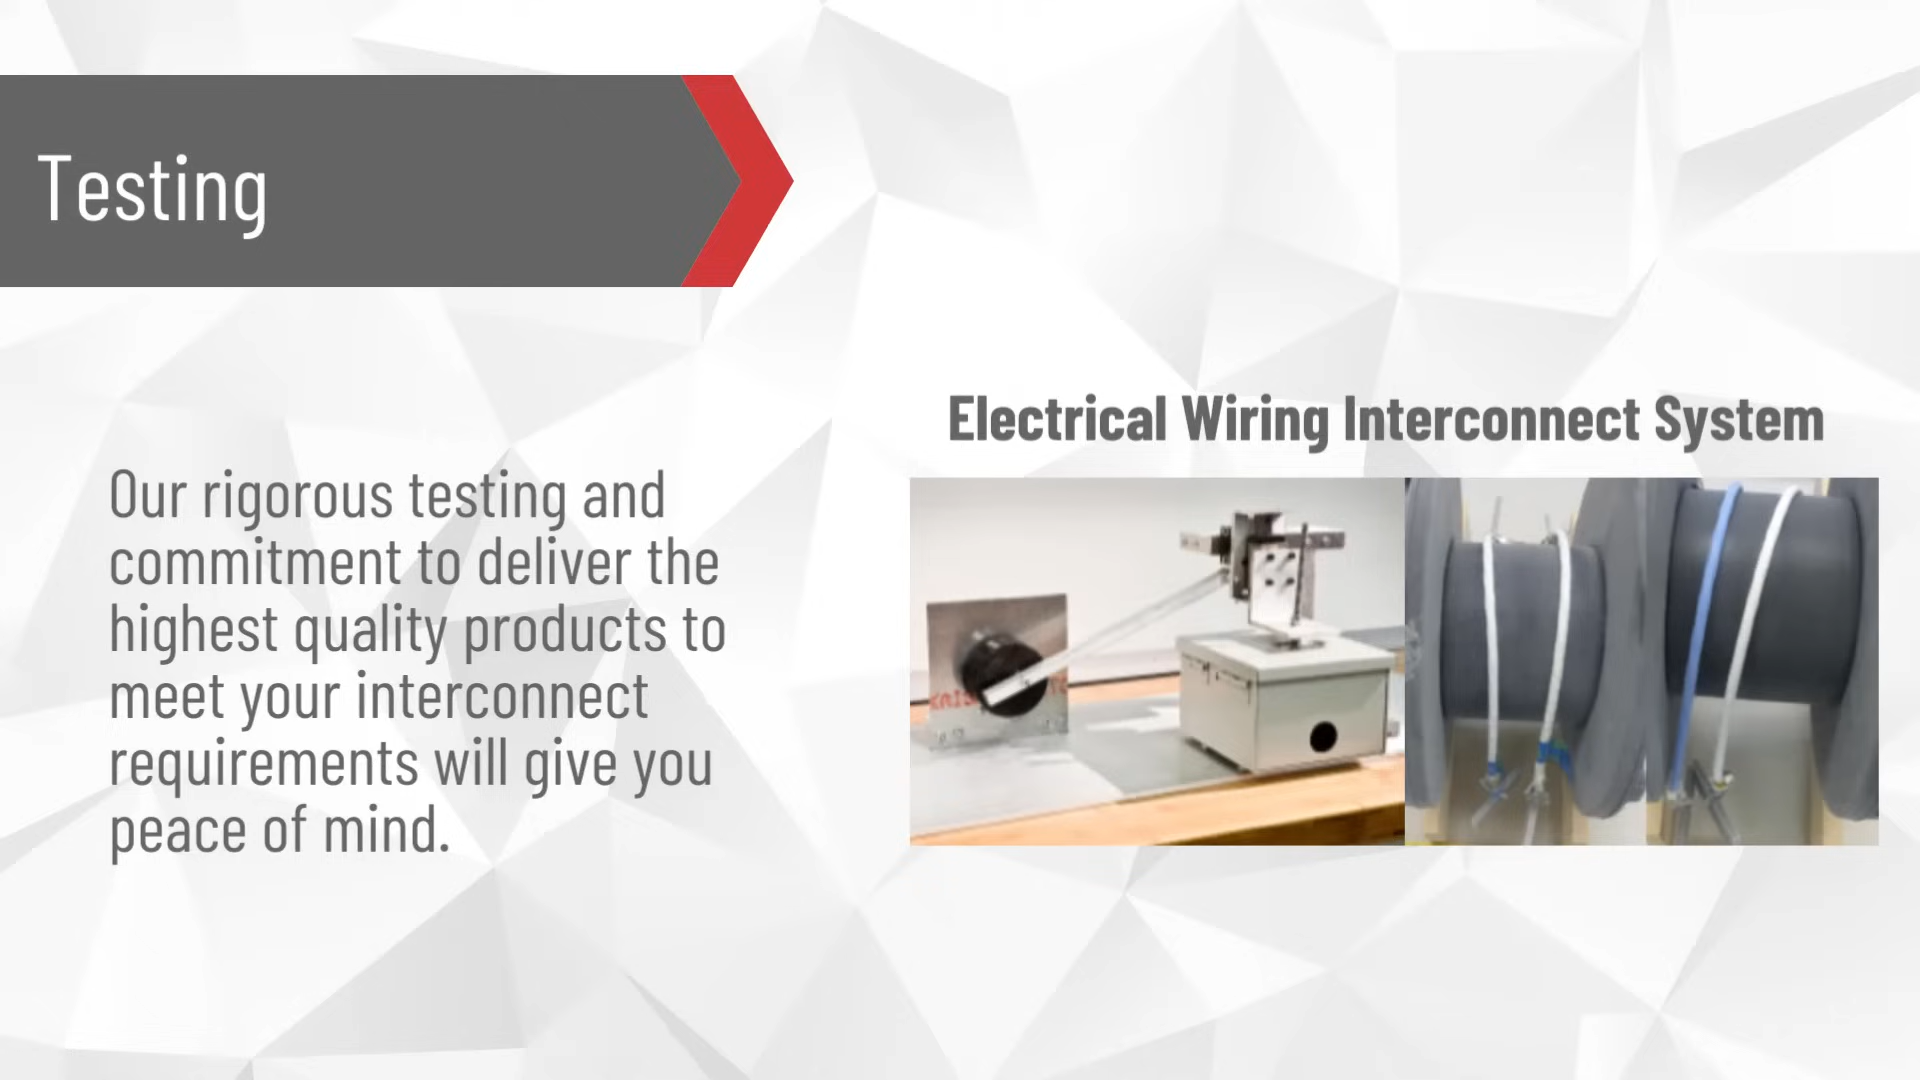 Testing
Our rigorous testing and
commitment to deliver the
highest quality products to
meet your interconnect
requirements will give you
peace of mind.
Electrical Wiring Interconnect System